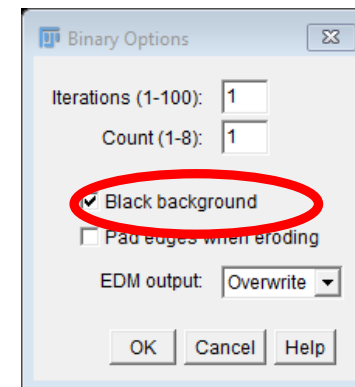 Binary Options
Iterations (1-100): 1
Count (1-8): 1
Black background
Pad edges when eroding
EDM output: Overwrite
OK Cancel Help